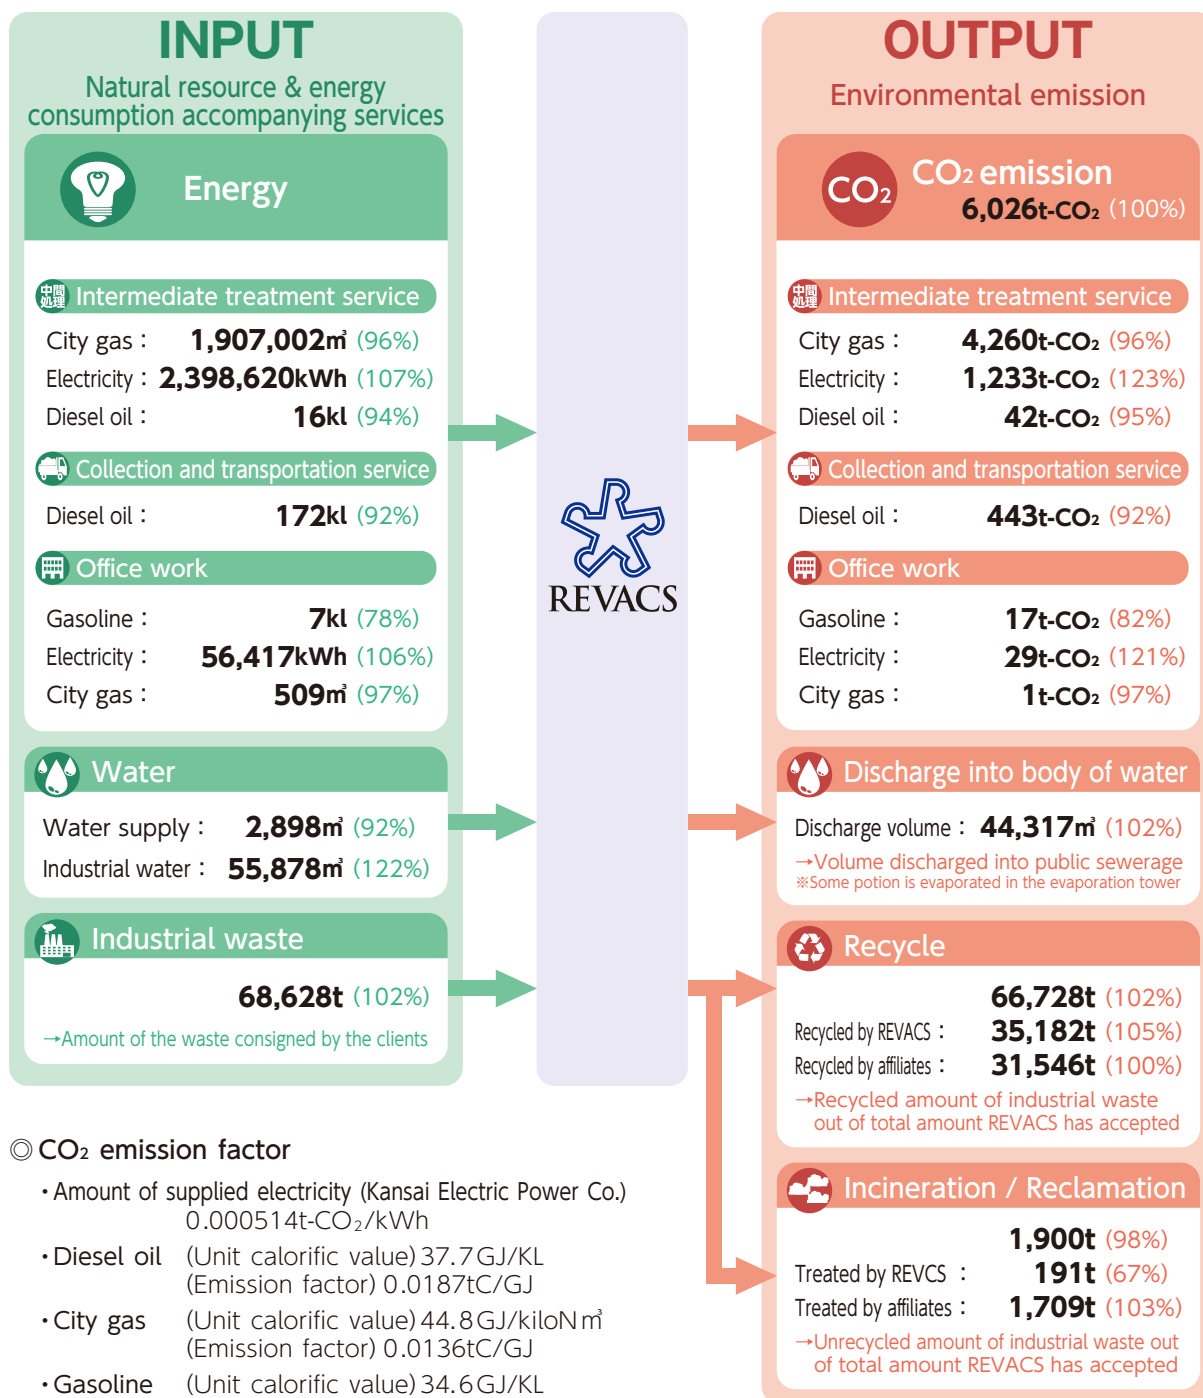 INPUT
Natural resource & energy
consumption accompanying services
Energy
中間
処理
Intermediate treatment service
City gas : 1,907,002㎥ (96%)
Electricity : 2,398,620kWh (107%)
Diesel oil : 16kl (94%)
Collection and transportation service
Diesel oil : 172kl (92%)
Office work
Gasoline : 7kl (78%)
Electricity : 56,417kWh (106%)
City gas : 509㎥ (97%)
Water
Water supply : 2,898㎥ (92%)
Industrial water : 55,878㎥ (122%)
Industrial waste
68,628t (102%)
→Amount of the waste consigned by the clients
REVACS
OUTPUT
Environmental emission
CO₂
CO₂ emission
6,026t-CO₂ (100%)
中間
処理
Intermediate treatment service
City gas : 4,260t-CO₂ (96%)
Electricity : 1,233t-CO₂ (123%)
Diesel oil : 42t-CO₂ (95%)
Collection and transportation service
Diesel oil : 443t-CO₂ (92%)
Office work
Gasoline : 17t-CO₂ (82%)
Electricity : 29t-CO₂ (121%)
City gas : 1t-CO₂ (97%)
Discharge into body of water
Discharge volume : 44,317㎥ (102%)
→Volume discharged into public sewerage
※Some potion is evaporated in the evaporation tower
Recycle
66,728t (102%)
Recycled by REVACS : 35,182t (105%)
Recycled by affiliates : 31,546t (100%)
→Recycled amount of industrial waste
out of total amount REVACS has accepted
Incineration / Reclamation
1,900t (98%)
Treated by REVCS : 191t (67%)
Treated by affiliates : 1,709t (103%)
→Unrecycled amount of industrial waste out
of total amount REVACS has accepted
◎ CO₂ emission factor
・Amount of supplied electricity (Kansai Electric Power Co.)
0.000514t-CO₂/kWh
・Diesel oil (Unit calorific value) 37.7GJ/KL
(Emission factor) 0.0187tC/GJ
・City gas (Unit calorific value) 44.8GJ/kiloN㎥
(Emission factor) 0.0136tC/GJ
・Gasoline (Unit calorific value) 34.6GJ/KL